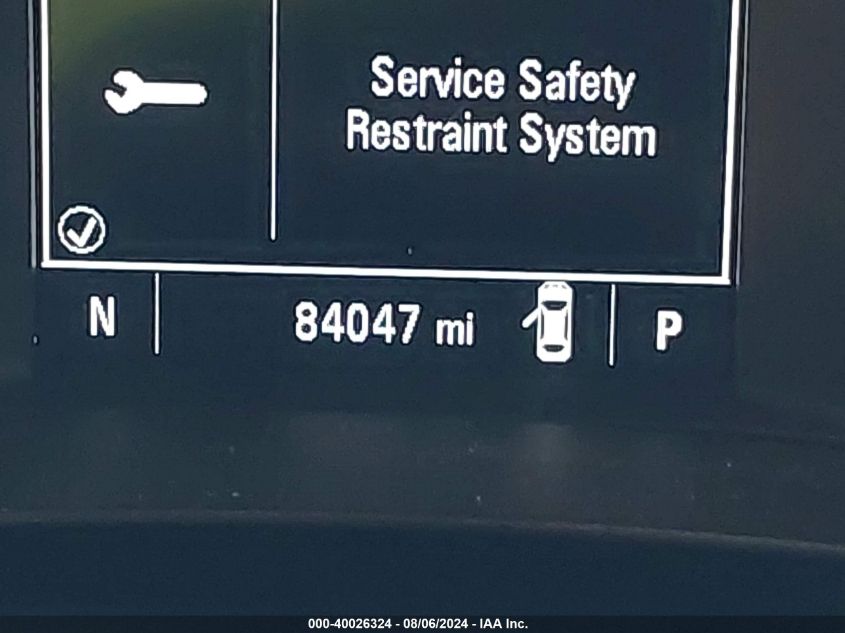 Service Safety
Restraint System
N 84047 mi P
000-40026324 - 08/06/2024 - IAA Inc.